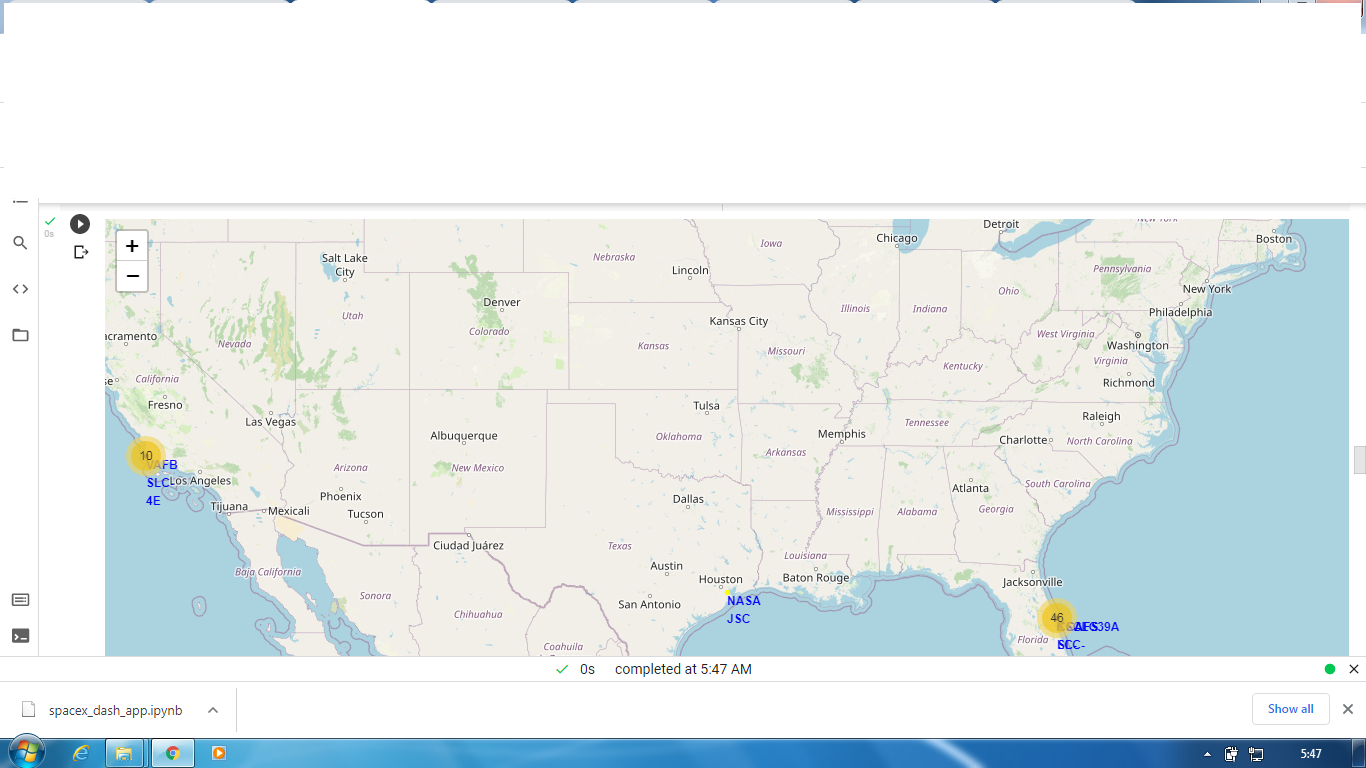 New York
Detroit
Chicago
Iowa
Boston
0s
+
−
Salt Lake
City
Nebraska
Lincoln
Pennsylvania
New York
Denver
Ohio
Illinois
Indiana
Philadelphia
Utah
Kansas City
Colorado
acramento
Nevada
Kansas
Missouri
West Virginia
Washington
Virginia
Kentucky
se
California
Richmond
Fresno
Las Vegas
Tulsa
Raleigh
Albuquerque
Oklahoma
Memphis
Tennessee
Charlotte
North Carolina
Arkansas
10
VAFB
SLC-
4E
Los Angeles
Arizona
New Mexico
Phoenix
Tucson
Tijuana
Mexicali
Dallas
Atlanta
South Carolina
Georgia
Mississippi
Alabama
Ciudad Juárez
Texas
Louisiana
Austin
Baja California
Houston
Baton Rouge
Jacksonville
Sonora
San Antonio
NASA
JSC
Chihuahua
46
39A
Florida
Coahuila
0s completed at 5:47 AM
spacex_dash_app.ipynb
Show all
5:47